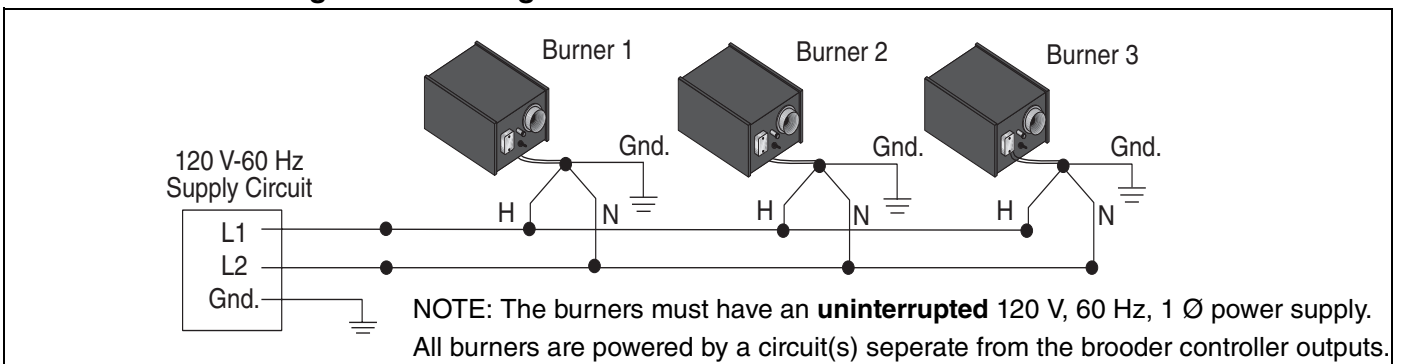 Burner 1
Burner 2
Burner 3
Gnd.
Gnd.
Gnd.
120 V-60 Hz
Supply Circuit
H
N
H
N
H
N
L1
L2
Gnd.
NOTE: The burners must have an uninterrupted 120 V, 60 Hz, 1 Ø power supply.
All burners are powered by a circuit(s) seperate from the brooder controller outputs.